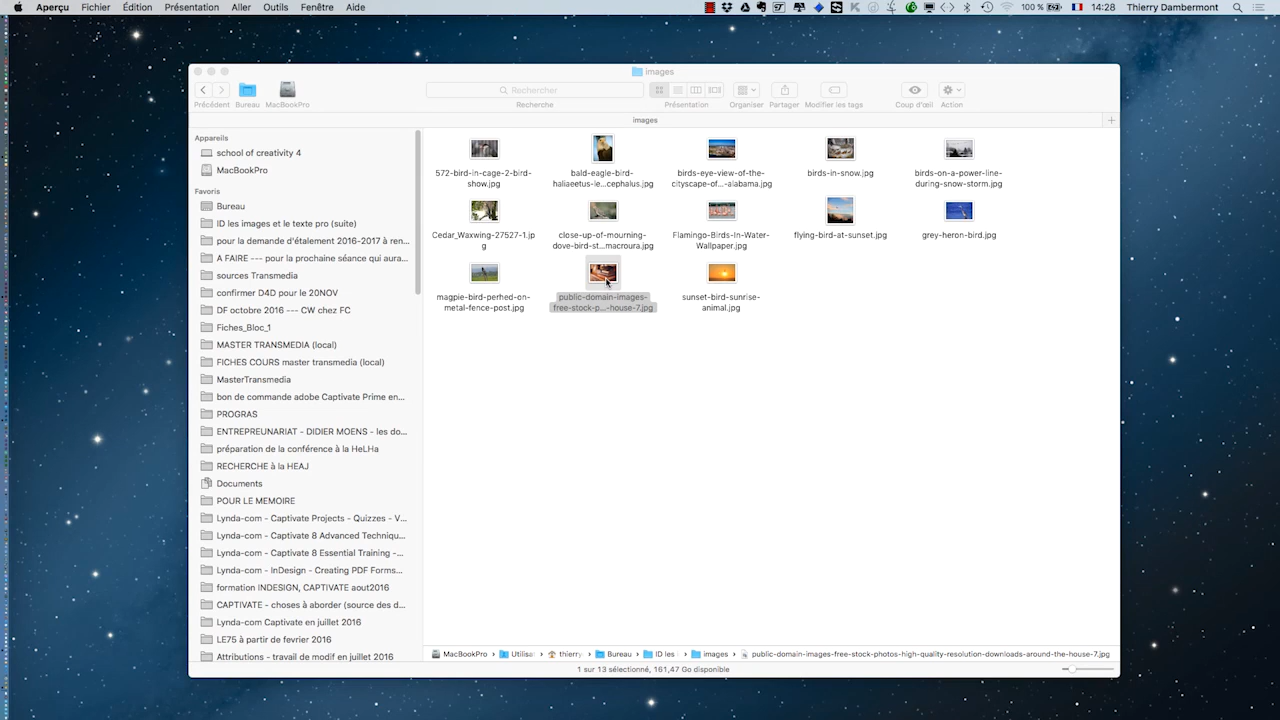 Aperçu Fichier Édition Présentation Aller Outils Fenêtre Aide 100 % 14:28 Thierry Dambermont
images
Rechercher
Précédent Bureau MacBookPro Recherche Présentation Organiser Partager Modifier les tags Coup d'œil Action
images
Appareils
school of creativity 4
MacBookPro
Favoris
Bureau
ID les images et le texte pro (suite)
pour la demande d'étalement 2016-2017 à ren...
A FAIRE --- pour la prochaine séance qui aura...
sources Transmedia
confirmer D4D pour le 20NOV
DF octobre 2016 --- CW chez FC
Fiches_Bloc_1
MASTER TRANSMEDIA (local)
FICHES COURS master transmedia (local)
MasterTransmedia
bon de commande adobe Captivate Prime en...
PROGRAS
ENTREPREUNARIAT - DIDIER MOENS - les do...
préparation de la conférence à la HeLHa
RECHERCHE à la HEAJ
Documents
POUR LE MEMOIRE
Lynda-com - Captivate Projects - Quizzes - V...
Lynda-com - Captivate 8 Advanced Techniqu...
Lynda-com - Captivate 8 Essential Training -...
Lynda-com - InDesign - Creating PDF Forms...
formation INDESIGN, CAPTIVATE aout2016
CAPTIVATE - choses à aborder (source des d...
Lynda-com Captivate en juillet 2016
LE75 à partir de fevrier 2016
Attributions - travail de modif en juillet 2016
572-bird-in-cage-2-bird-
show.jpg
bald-eagle-bird-
haliaeetus-le...cephalus.jpg
birds-eye-view-of-the-
cityscape-of...-alabama.jpg
birds-in-snow.jpg
birds-on-a-power-line-
during-snow-storm.jpg
Cedar_Waxwing-27527-1.jp
g
close-up-of-mourning-
dove-bird-st...macroura.jpg
Flamingo-Birds-In-Water-
Wallpaper.jpg
flying-bird-at-sunset.jpg
grey-heron-bird.jpg
magpie-bird-perhed-on-
metal-fence-post.jpg
public-domain-images-
free-stock-p...-house-7.jpg
sunset-bird-sunrise-
animal.jpg
MacBookPro › Utilisat › thierry › Bureau › ID les › images › public-domain-images-free-stock-photos-high-quality-resolution-downloads-around-the-house-7.jpg
1 sur 13 sélectionné, 161,47 Go disponible